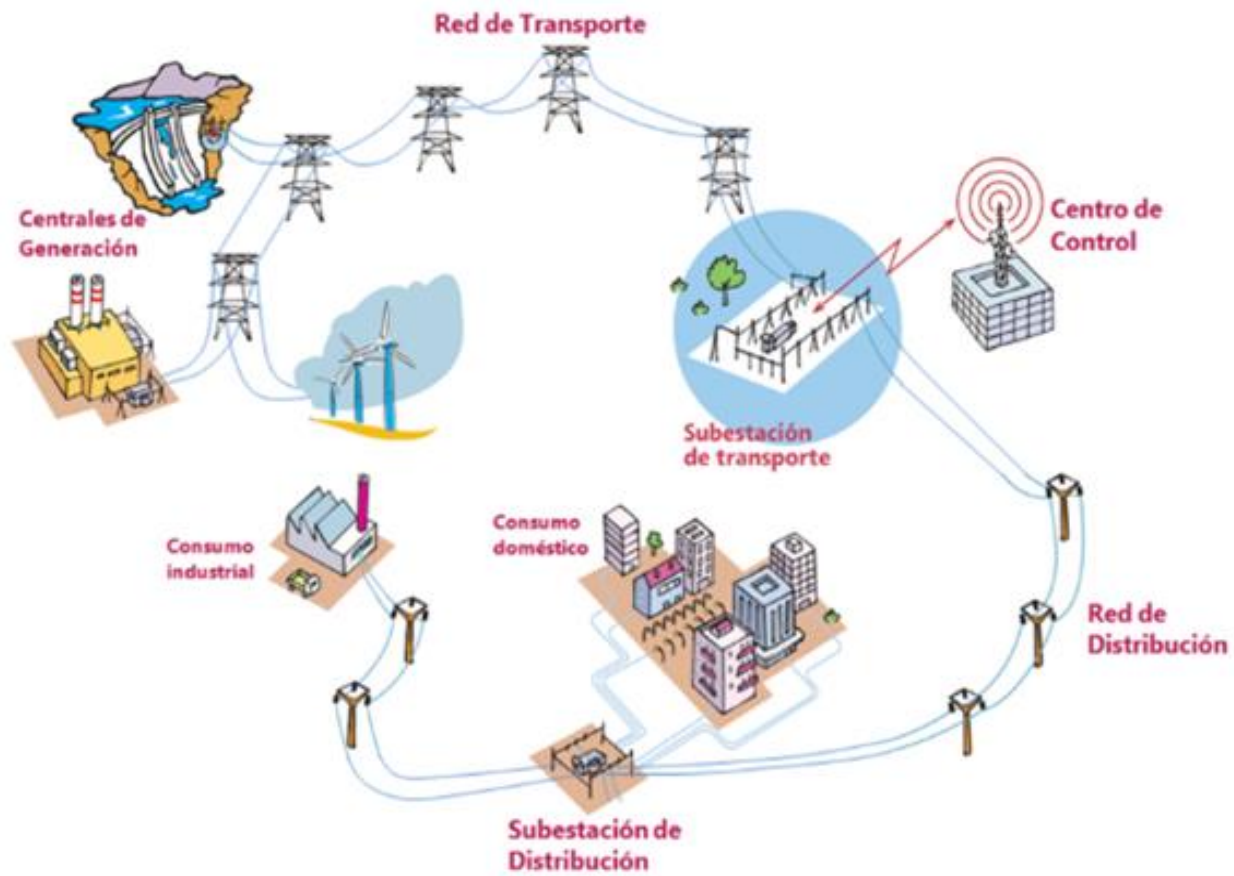 Red de Transporte
Centrales de
Generación
Centro de
Control
Subestación
de transporte
Consumo
industrial
Consumo
doméstico
Red de
Distribución
Subestación de
Distribución